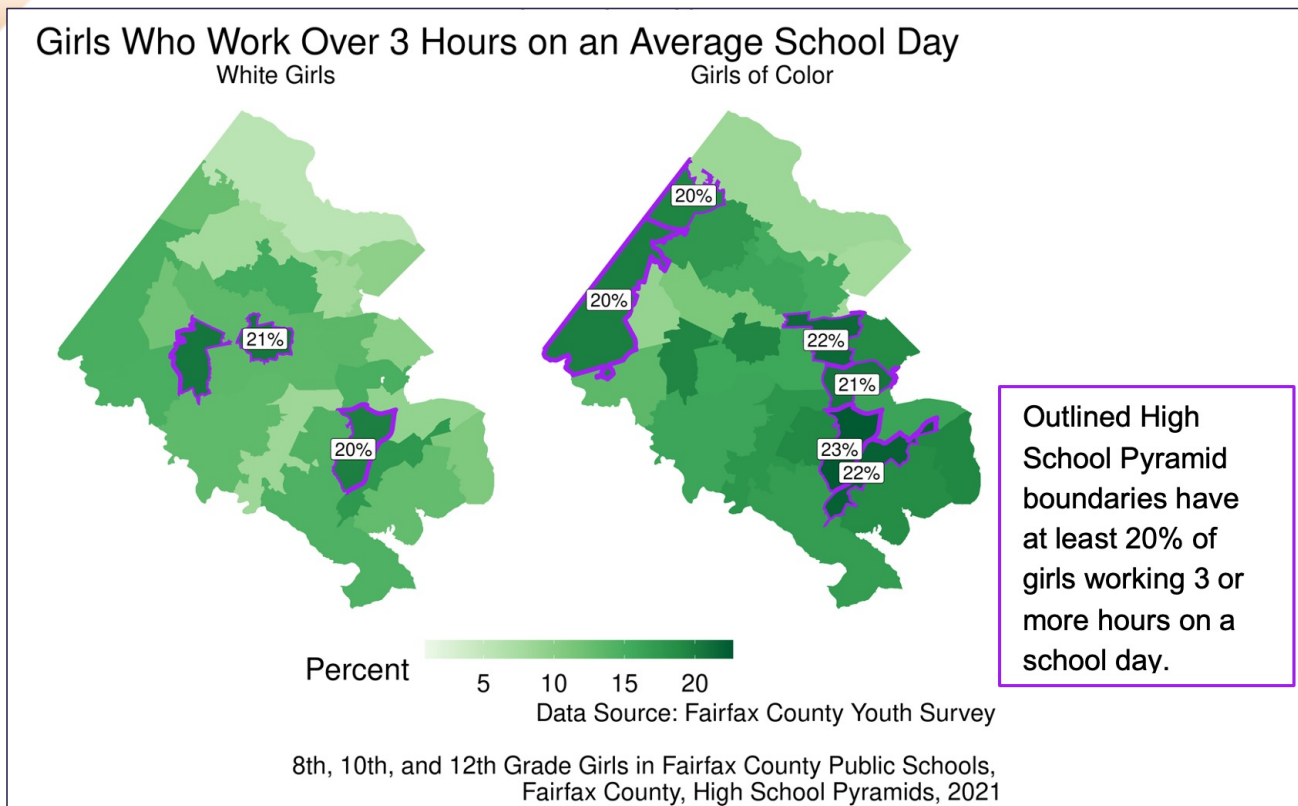 Girls Who Work Over 3 Hours on an Average School Day
White Girls
Girls of Color
20%
20%
21%
22%
21%
20%
23%
22%
Outlined High
School Pyramid
boundaries have
at least 20% of
girls working 3 or
more hours on a
school day.
Percent
5 10 15 20
Data Source: Fairfax County Youth Survey
8th, 10th, and 12th Grade Girls in Fairfax County Public Schools,
Fairfax County, High School Pyramids, 2021